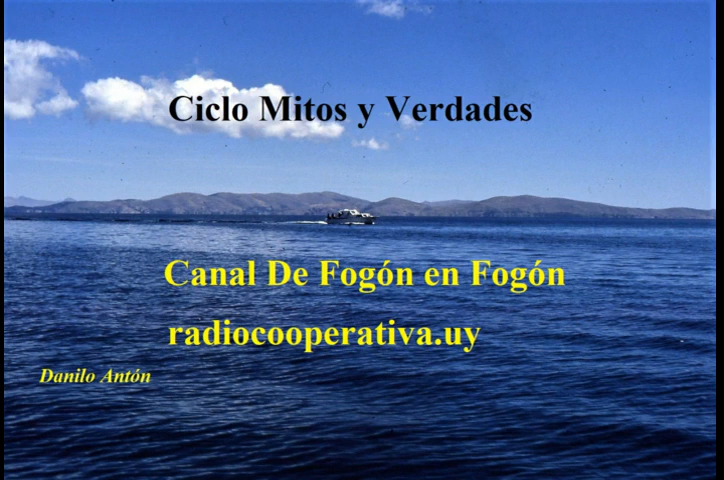 Ciclo Mitos y Verdades
Canal De Fogón en Fogón
radiocooperativa.uy
Danilo Antón